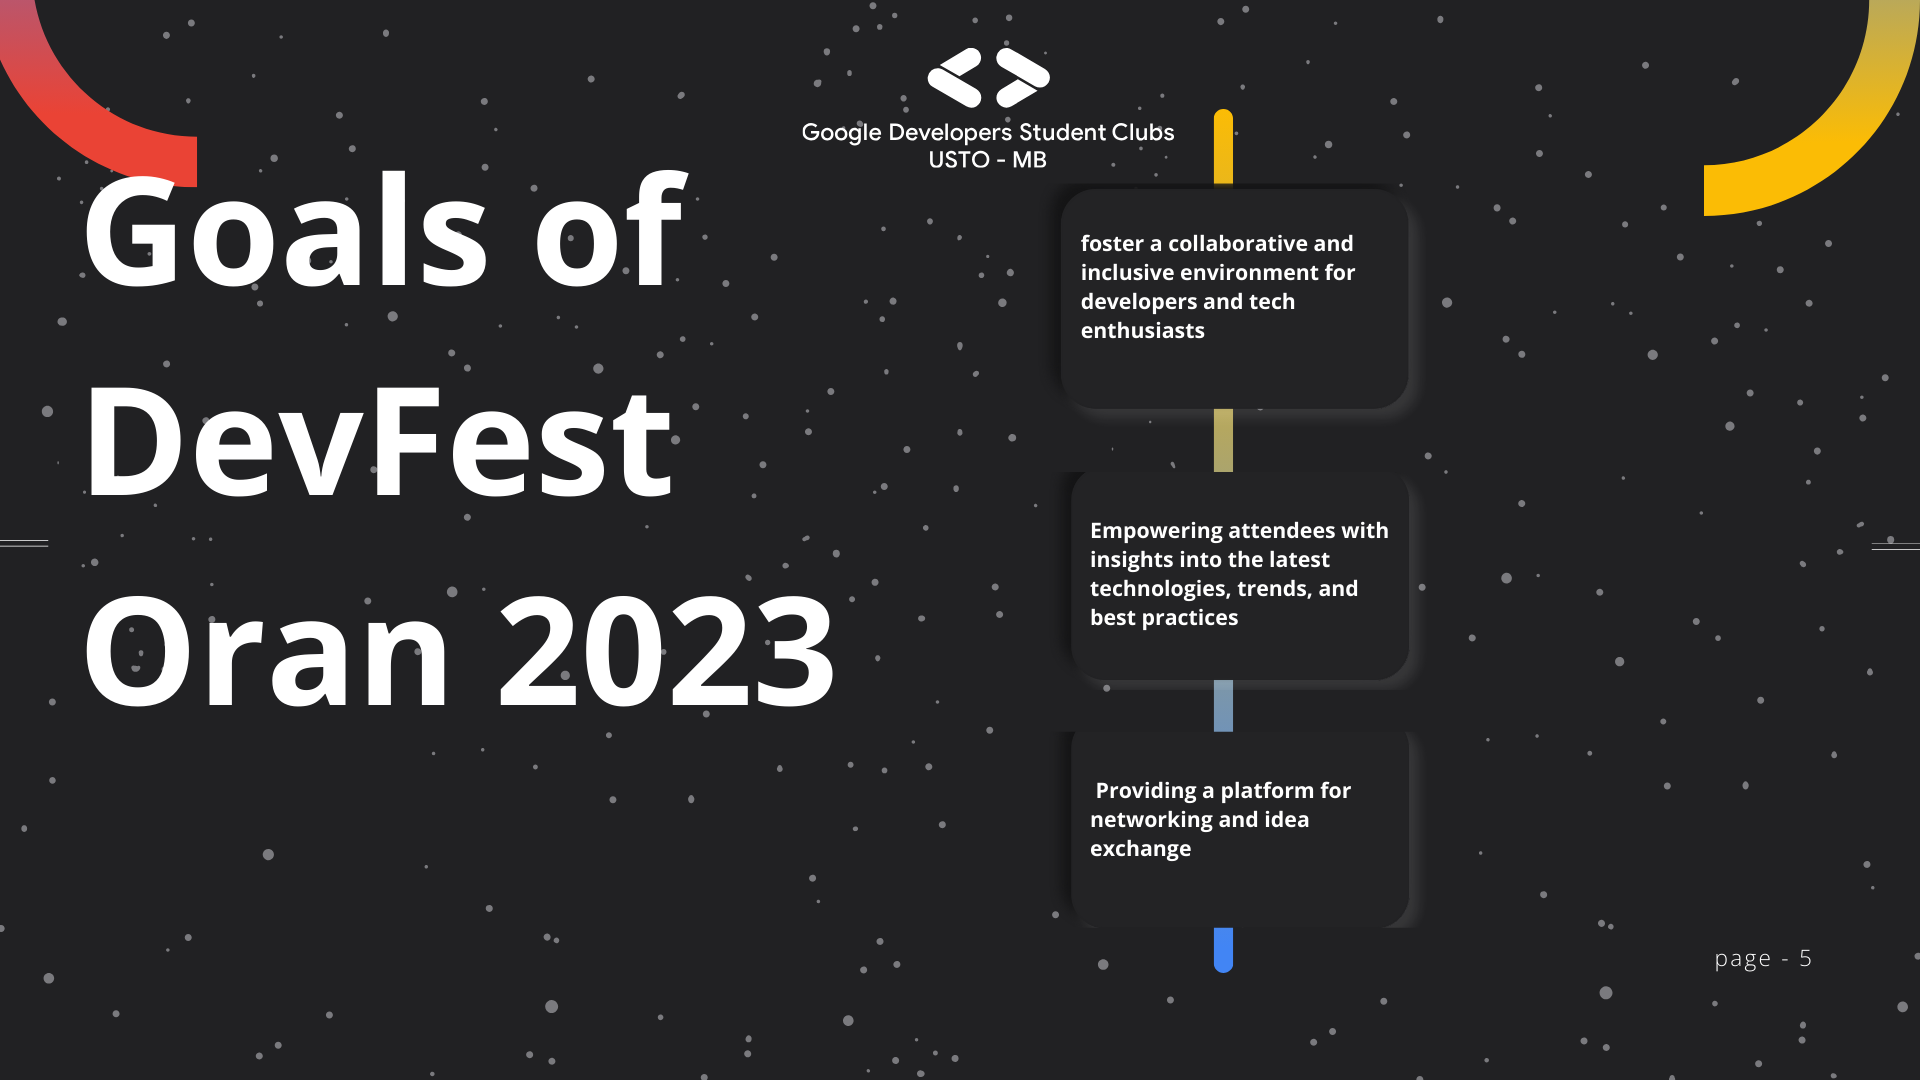 Google Developers Student Clubs
USTO - MB
Goals of
DevFest
Oran 2023
foster a collaborative and
inclusive environment for
developers and tech
enthusiasts
Empowering attendees with
insights into the latest
technologies, trends, and
best practices
Providing a platform for
networking and idea
exchange
page - 5